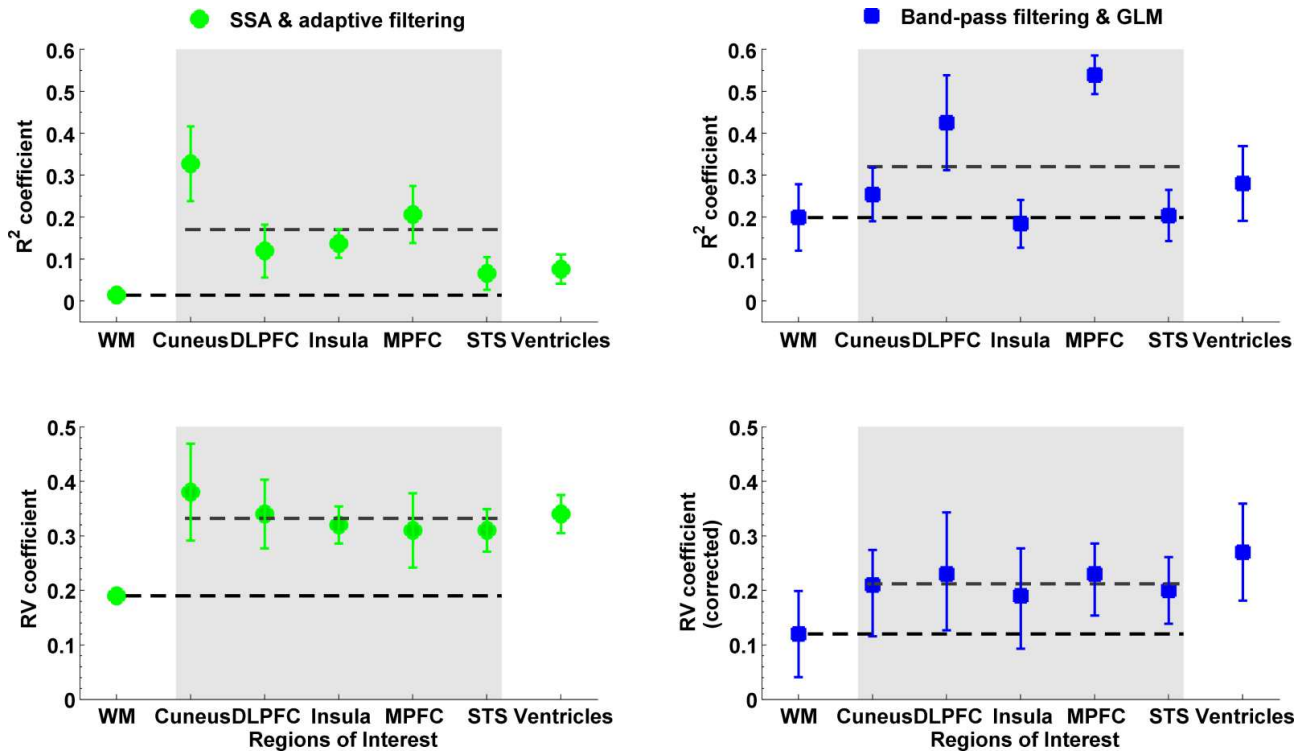 SSA & adaptive filtering
Band-pass filtering & GLM
R² coefficient
0.6
0.5
0.4
0.3
0.2
0.1
0
WM Cuneus DLPFC Insula MPFC STS Ventricles
R² coefficient
0.6
0.5
0.4
0.3
0.2
0.1
0
WM Cuneus DLPFC Insula MPFC STS Ventricles
RV coefficient
0.5
0.4
0.3
0.2
0.1
0
WM Cuneus DLPFC Insula MPFC STS Ventricles
Regions of Interest
RV coefficient
(corrected)
0.5
0.4
0.3
0.2
0.1
0
WM Cuneus DLPFC Insula MPFC STS Ventricles
Regions of Interest